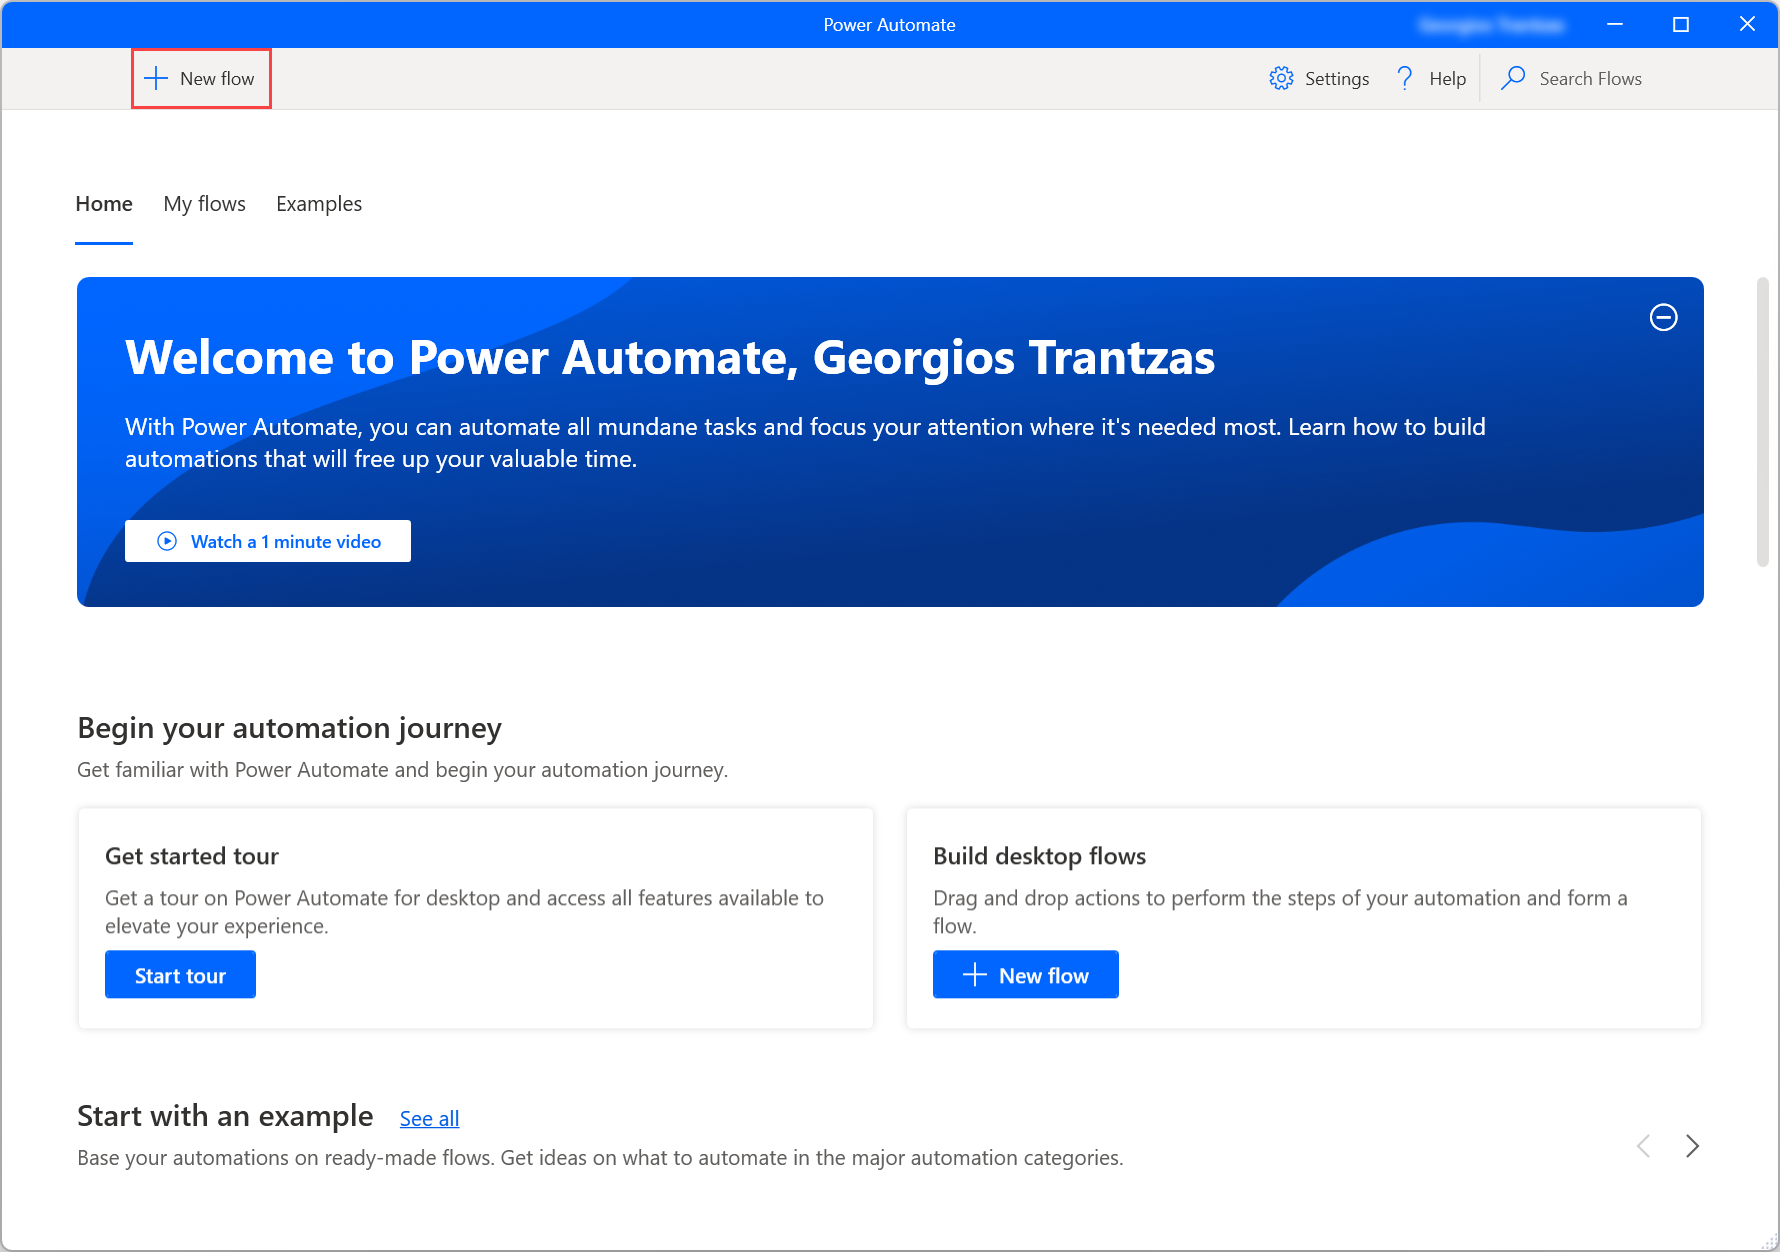 Power Automate
New flow
Settings
Help
Search Flows
Home
My flows
Examples
Welcome to Power Automate, Georgios Trantzas
With Power Automate, you can automate all mundane tasks and focus your attention where it's needed most. Learn how to build
automations that will free up your valuable time.
Watch a 1 minute video
Begin your automation journey
Get familiar with Power Automate and begin your automation journey.
Get started tour
Get a tour on Power Automate for desktop and access all features available to
elevate your experience.
Start tour
Build desktop flows
Drag and drop actions to perform the steps of your automation and form a
flow.
New flow
Start with an example
See all
Base your automations on ready-made flows. Get ideas on what to automate in the major automation categories.